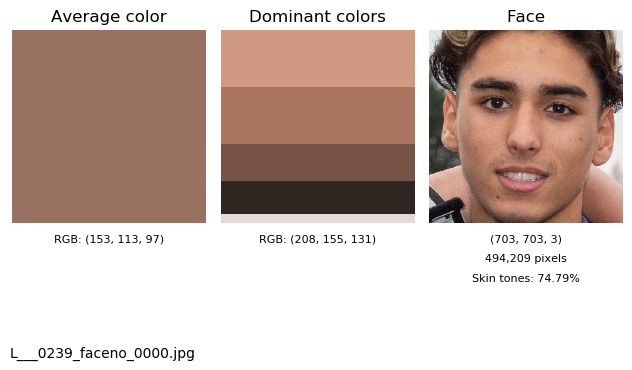 Average color
Dominant colors
Face
RGB: (153, 113, 97)
RGB: (208, 155, 131)
(703, 703, 3)
494,209 pixels
Skin tones: 74.79%
L___0239_faceno_0000.jpg